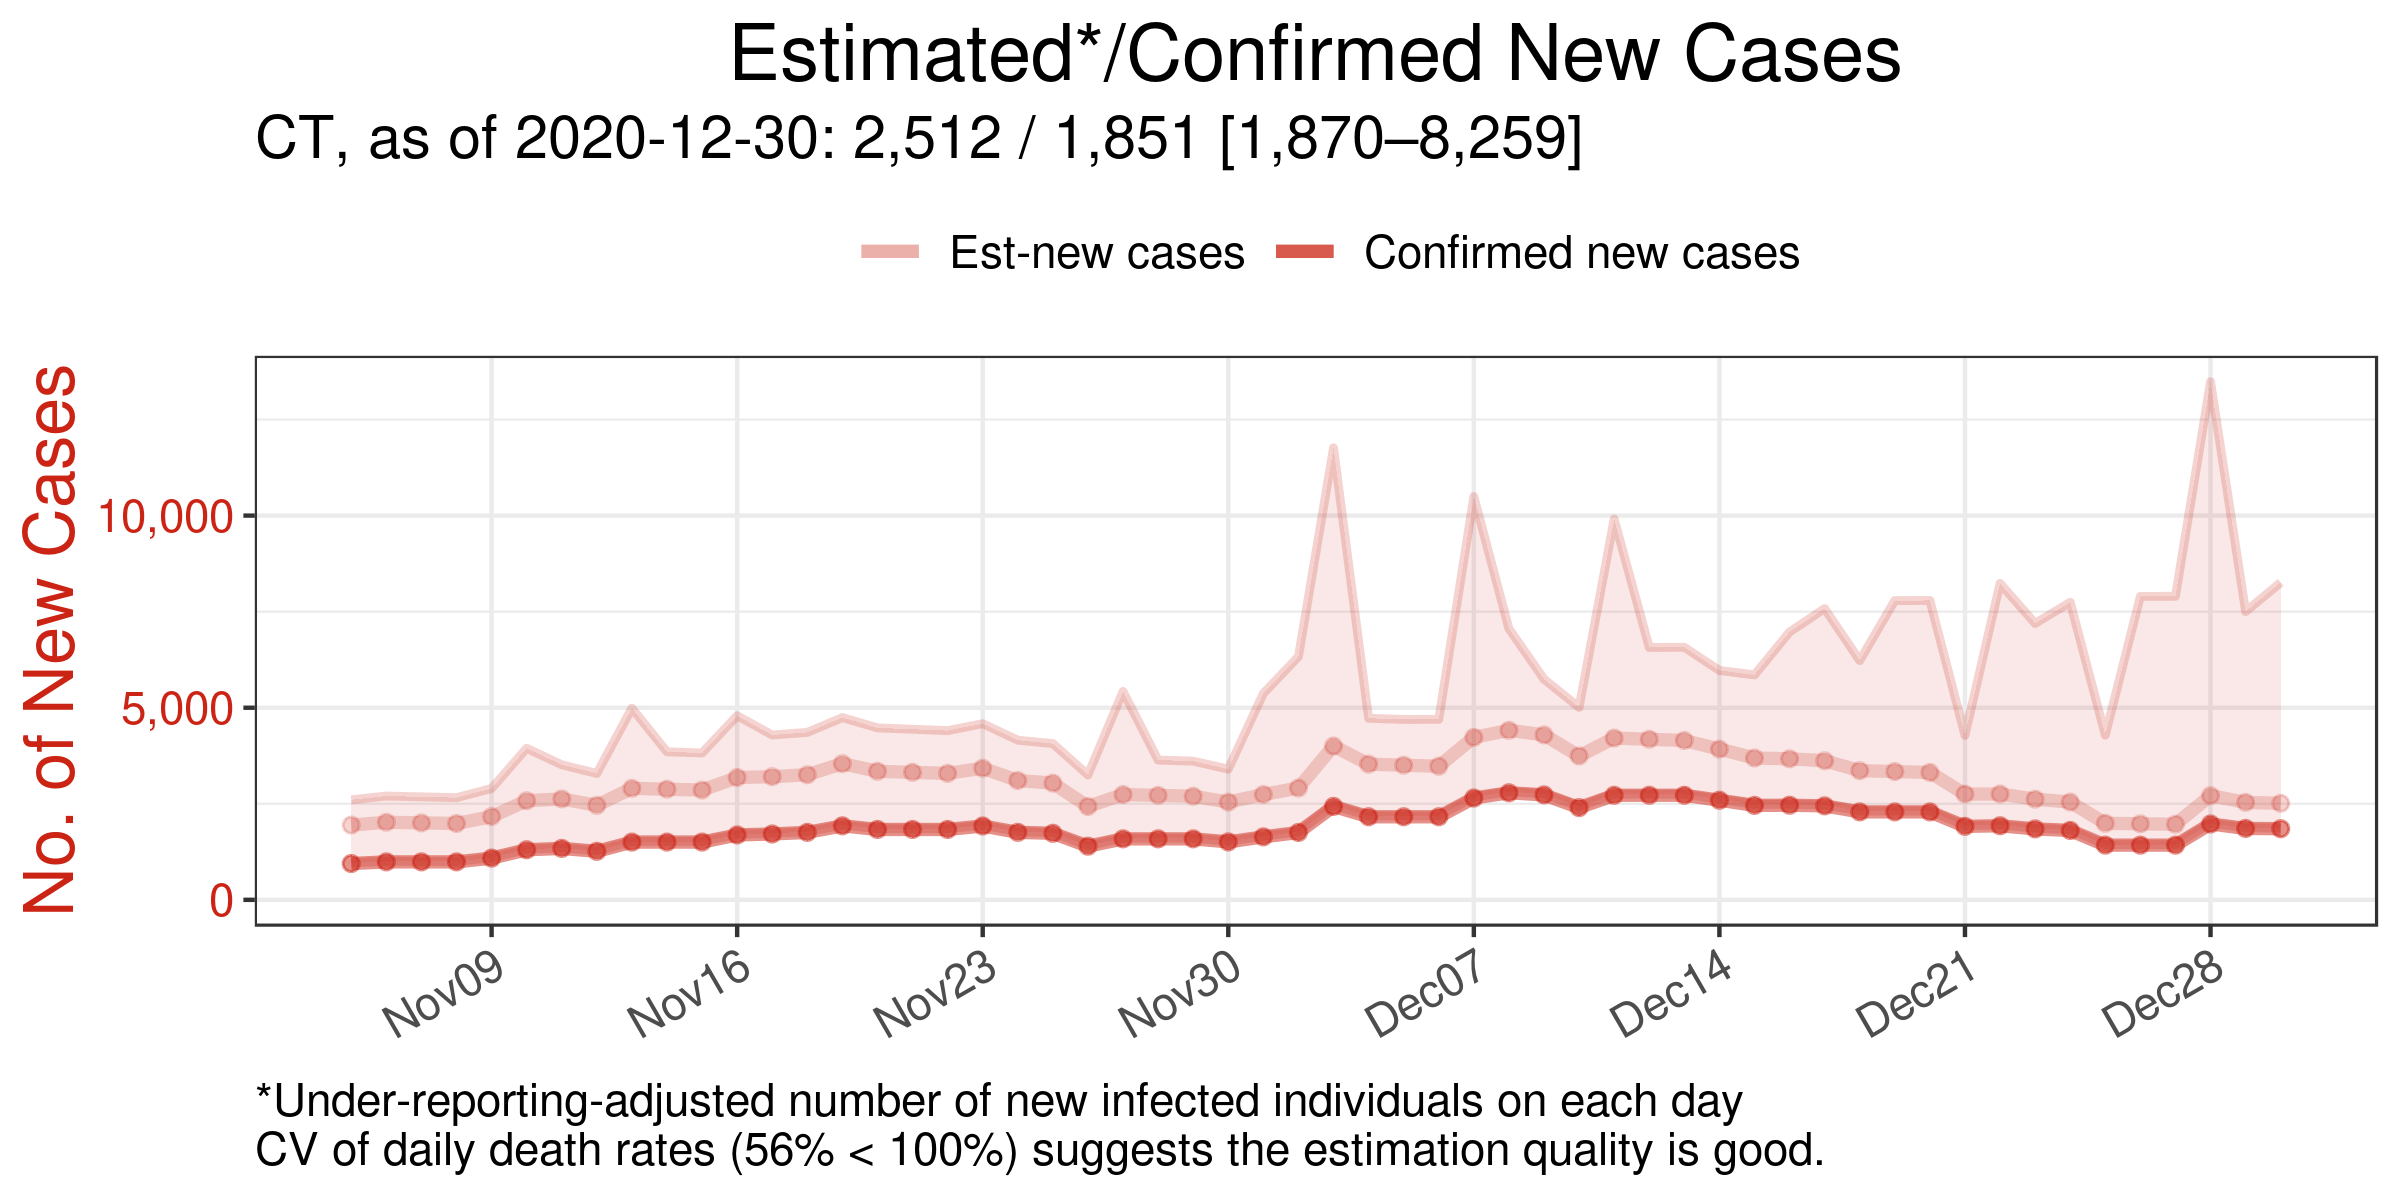 Estimated*/Confirmed New Cases
CT, as of 2020-12-30: 2,512 / 1,851 [1,870–8,259]
Est-new cases Confirmed new cases
No. of New Cases
10,000
5,000
0
Nov09 Nov16 Nov23 Nov30 Dec07 Dec14 Dec21 Dec28
*Under-reporting-adjusted number of new infected individuals on each day
CV of daily death rates (56% < 100%) suggests the estimation quality is good.